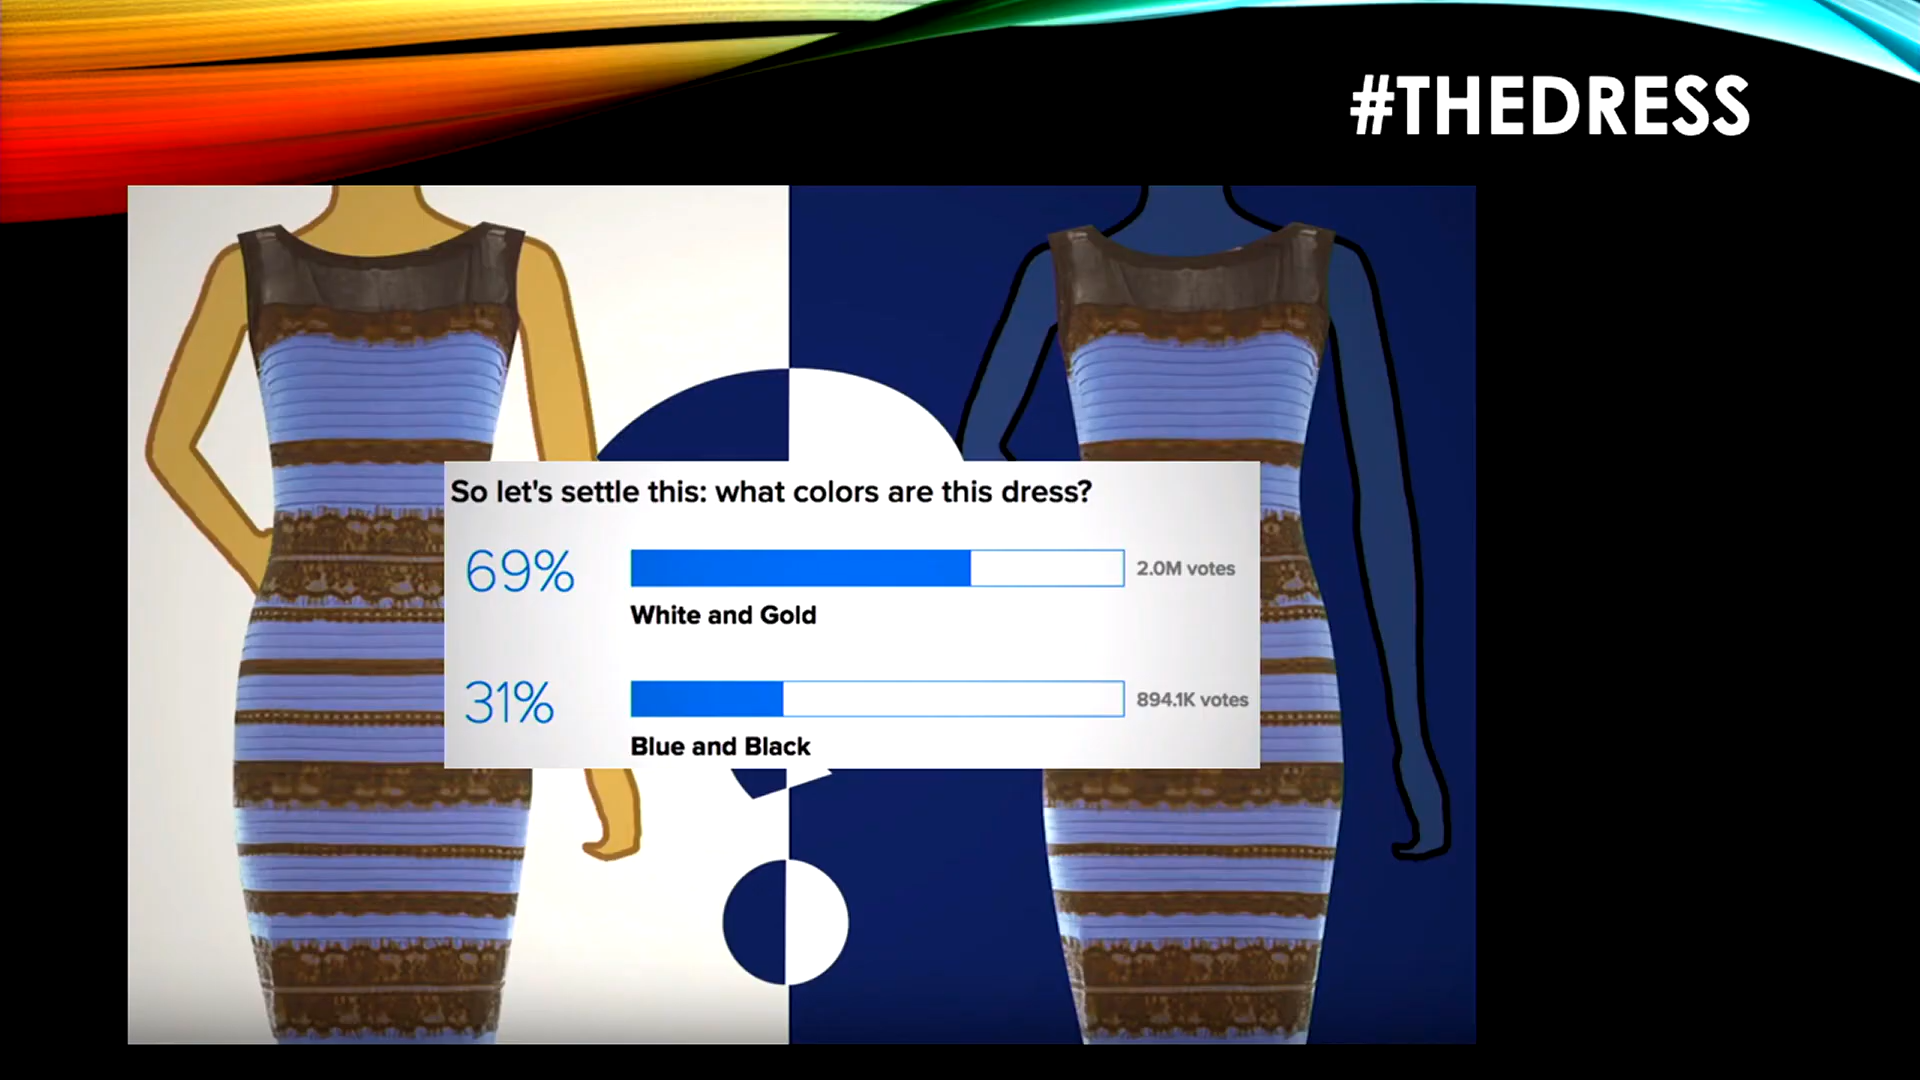 #THEDRESS
So let's settle this: what colors are this dress?
69%
2.0M votes
White and Gold
31%
894.1K votes
Blue and Black